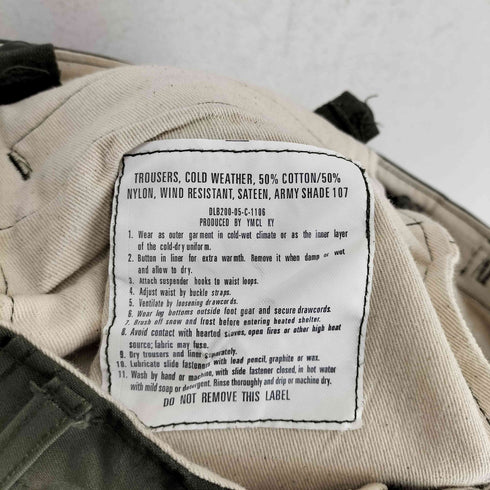 TROUSERS, COLD WEATHER, 50% COTTON/50%
NYLON, WIND RESISTANT, SATEEN, ARMY SHADE 107
DLB200-05-C-1106
PRODUCED BY YMCL KY
1. Wear as outer garment in cold-wet climate or as the inner layer
of the cold-dry uniform.
2. Button in liner for extra warmth. Remove it when damp or wet
and allow to dry.
3. Attach suspender hooks to waist loops.
4. Adjust waist by buckle straps.
5. Ventilate by loosening drawcords.
6. Wear leg bottoms outside foot gear and secure drawcords.
7. Brush off snow and frost before entering heated shelter.
8. Avoid contact with hearted stoves, open fires or other high heat
source; fabric may fuse.
9. Dry trousers and liner separately.
10. Lubricate slide fasteners with lead pencil, graphite or wax.
11. Wash by hand or machine, with slide fastener closed, in hot water
with mild soap or detergent. Rinse thoroughly and drip or machine dry.
DO NOT REMOVE THIS LABEL